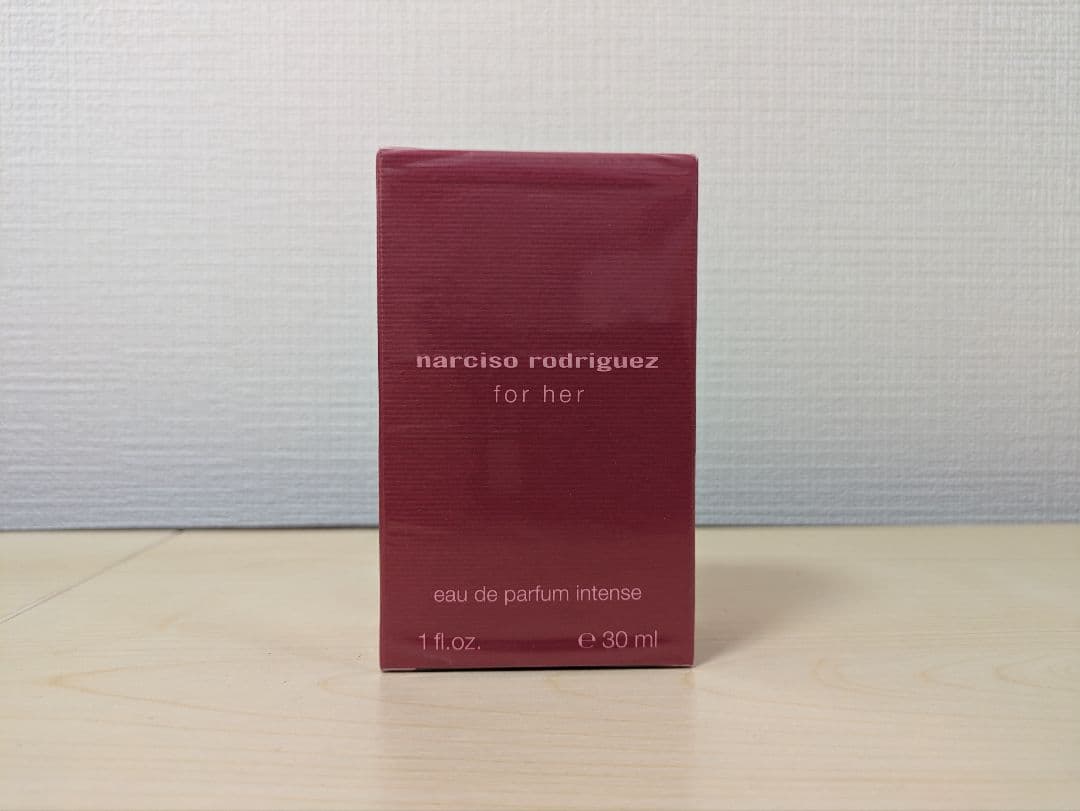 narciso rodriguez
for her
eau de parfum intense
1 fl.oz. ℮ 30 ml